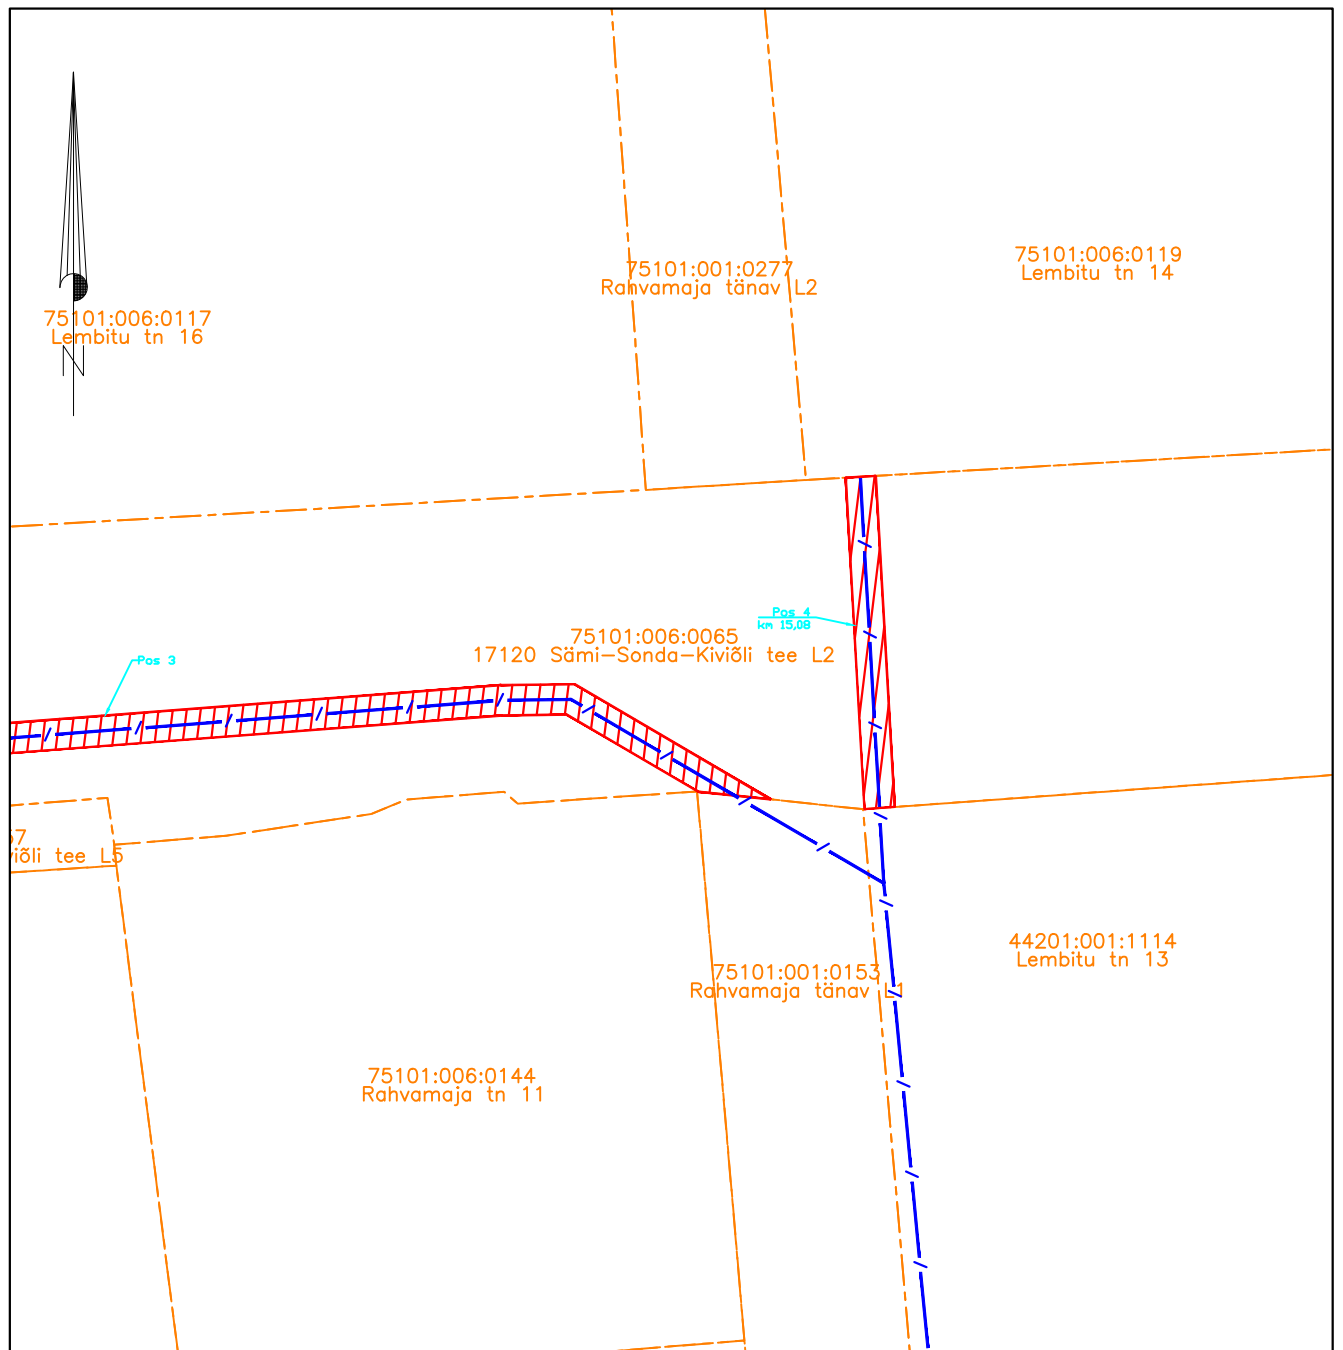 75101:001:0277
Rahvamaja tänav L2
75101:006:0119
Lembitu tn 14
75101:006:0117
Lembitu tn 16
N
Pos 4
km 15,08
75101:006:0065
17120 Sämi-Sonda-Kiviõli tee L2
Pos 3
57
viõli tee L5
44201:001:1114
Lembitu tn 13
75101:001:0153
Rahvamaja tänav L1
75101:006:0144
Rahvamaja tn 11